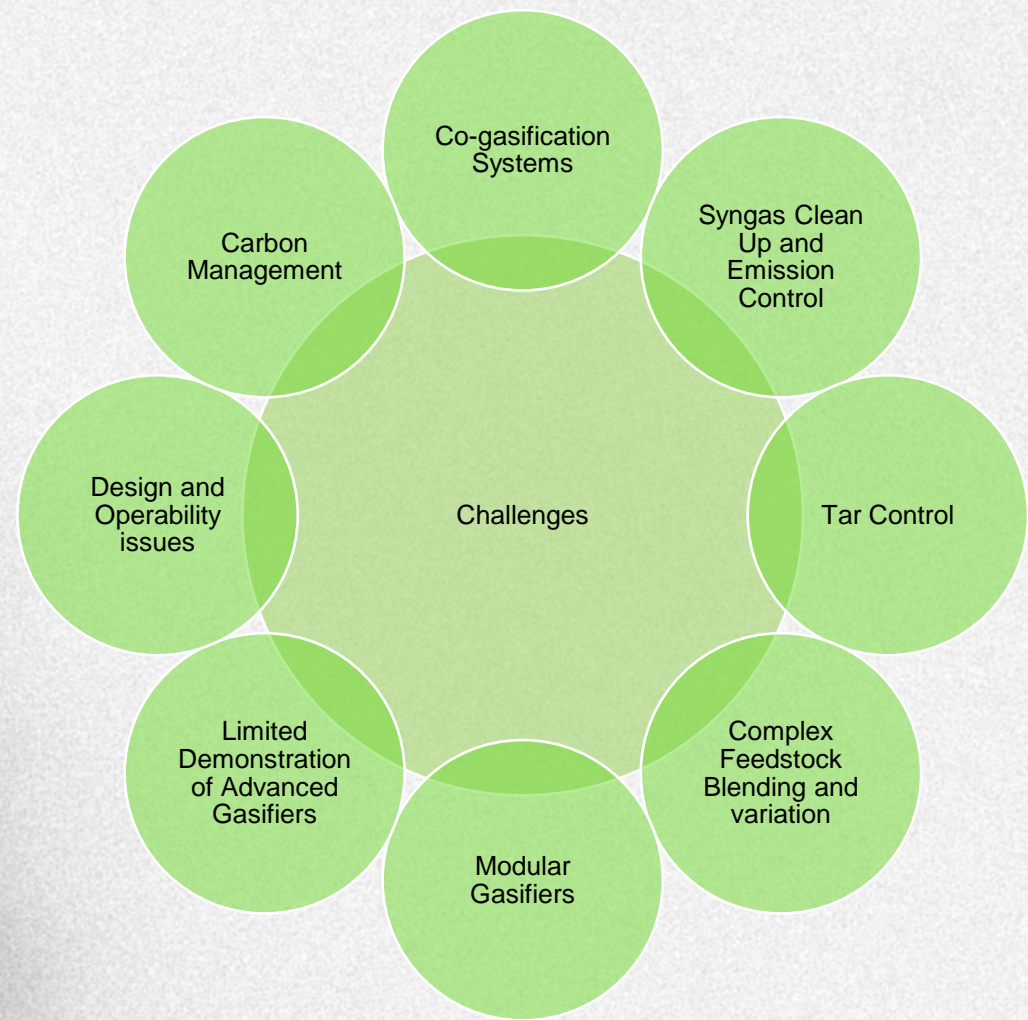 Co-gasification
Systems
Syngas Clean
Up and
Emission
Control
Tar Control
Complex
Feedstock
Blending and
variation
Modular
Gasifiers
Limited
Demonstration
of Advanced
Gasifiers
Design and
Operability
issues
Carbon
Management
Challenges